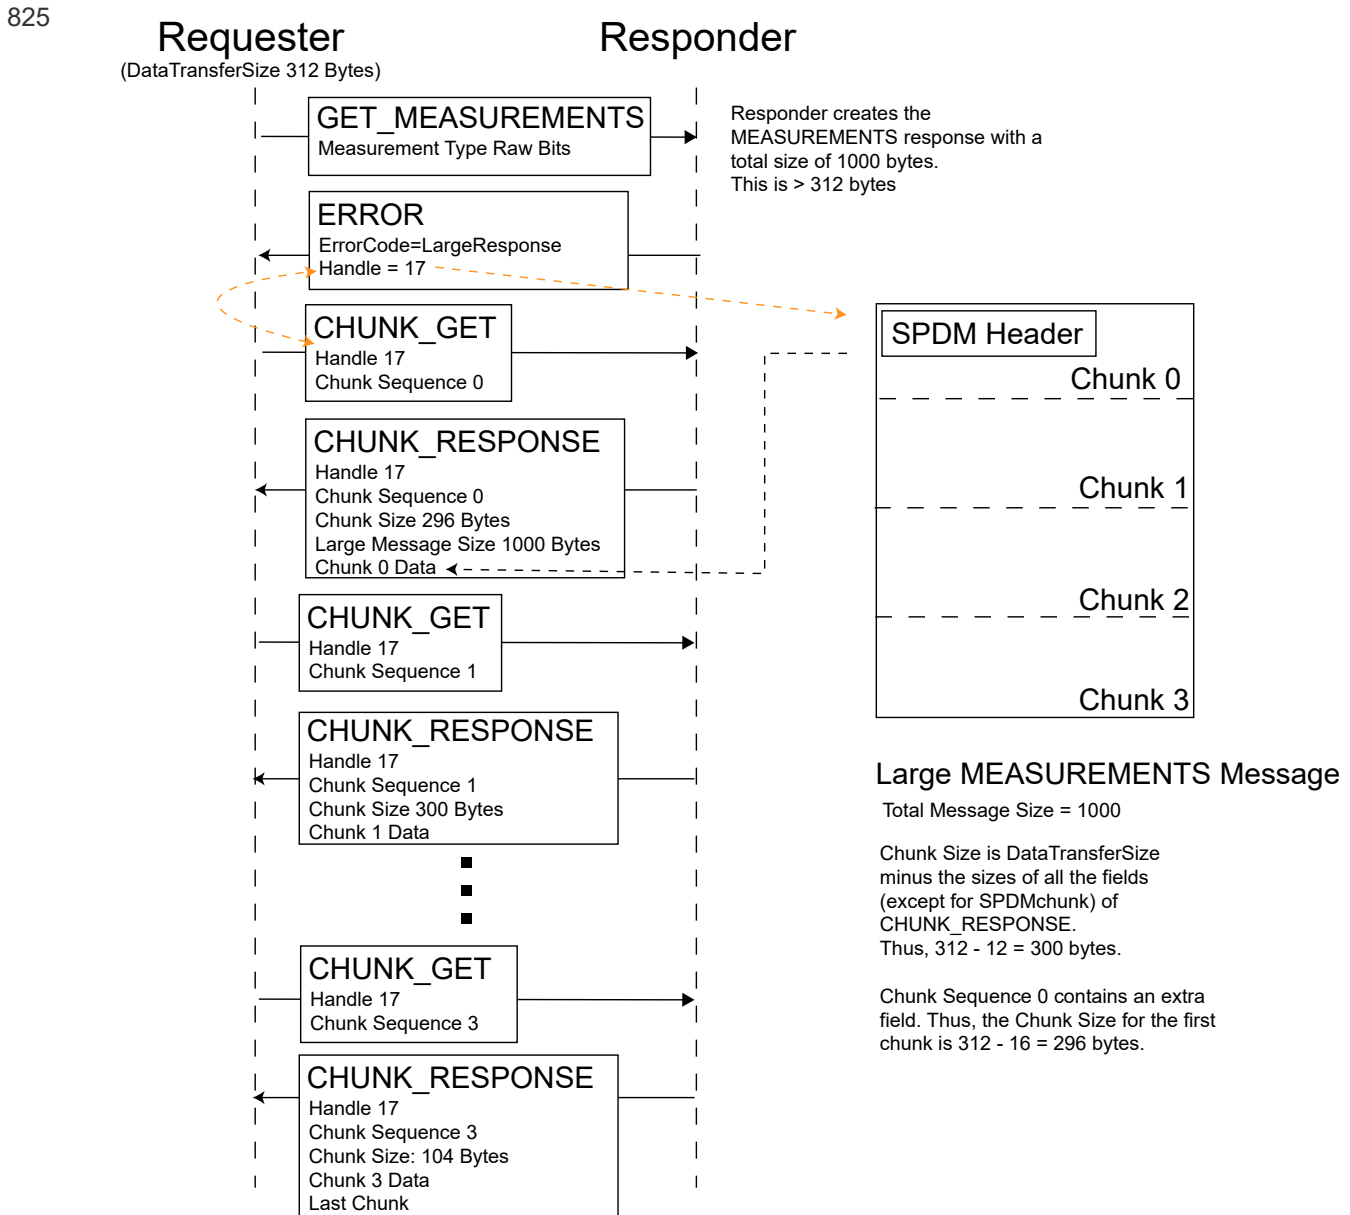 825
Requester
(DataTransferSize 312 Bytes)
Responder
GET_MEASUREMENTS
Measurement Type Raw Bits
Responder creates the
MEASUREMENTS response with a
total size of 1000 bytes.
This is > 312 bytes
ERROR
ErrorCode=LargeResponse
Handle = 17
CHUNK_GET
Handle 17
Chunk Sequence 0
CHUNK_RESPONSE
Handle 17
Chunk Sequence 0
Chunk Size 296 Bytes
Large Message Size 1000 Bytes
Chunk 0 Data
CHUNK_GET
Handle 17
Chunk Sequence 1
CHUNK_RESPONSE
Handle 17
Chunk Sequence 1
Chunk Size 300 Bytes
Chunk 1 Data
CHUNK_GET
Handle 17
Chunk Sequence 3
CHUNK_RESPONSE
Handle 17
Chunk Sequence 3
Chunk Size: 104 Bytes
Chunk 3 Data
Last Chunk
SPDM Header
Chunk 0
Chunk 1
Chunk 2
Chunk 3
Large MEASUREMENTS Message
Total Message Size = 1000
Chunk Size is DataTransferSize
minus the sizes of all the fields
(except for SPDMchunk) of
CHUNK_RESPONSE.
Thus, 312 - 12 = 300 bytes.
Chunk Sequence 0 contains an extra
field. Thus, the Chunk Size for the first
chunk is 312 - 16 = 296 bytes.